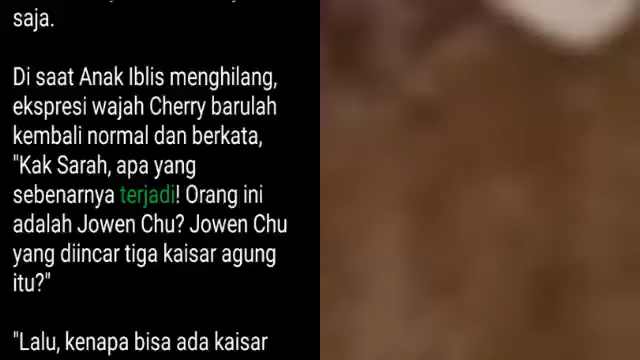 saja.
Di saat Anak Iblis menghilang,
ekspresi wajah Cherry barulah
kembali normal dan berkata,
"Kak Sarah, apa yang
sebenarnya terjadi! Orang ini
adalah Jowen Chu? Jowen Chu
yang diincar tiga kaisar agung
itu?"
"Lalu, kenapa bisa ada kaisar